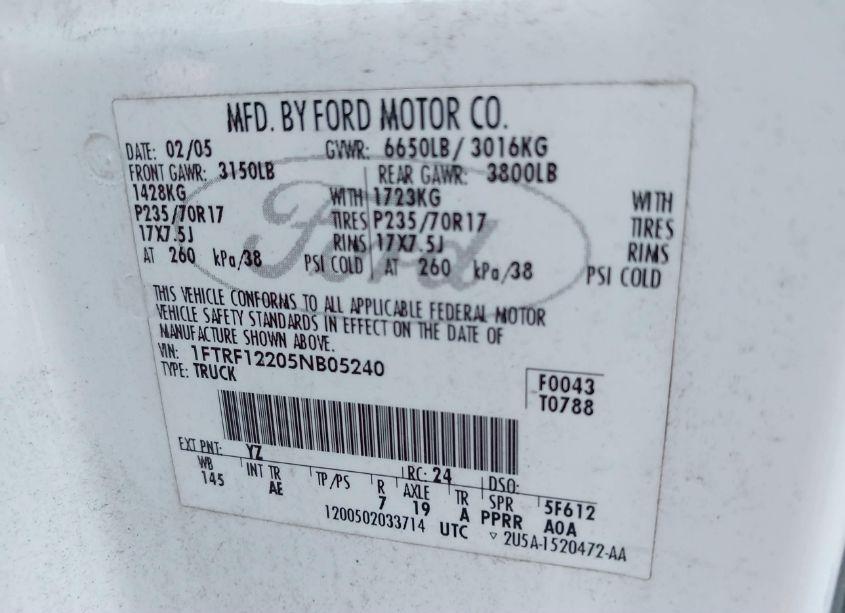 MFD. BY FORD MOTOR CO.
DATE: 02/05 GVWR: 6650LB / 3016KG
FRONT GAWR: 3150LB REAR GAWR: 3800LB
1428KG WITH 1723KG WITH
P235/70R17 TIRES P235/70R17 TIRES
17X7.5J RIMS 17X7.5J RIMS
AT 260 kPa/38 PSI COLD AT 260 kPa/38 PSI COLD
Ford
THIS VEHICLE CONFORMS TO ALL APPLICABLE FEDERAL MOTOR
VEHICLE SAFETY STANDARDS IN EFFECT ON THE DATE OF
MANUFACTURE SHOWN ABOVE.
VIN: 1FTRF12205NB05240
TYPE: TRUCK
F0043
T0788
EXT PNT: YZ RC: 24 DSO:
WB INT TR TP/PS R AXLE TR SPR 5F612
145 AE 7 19 A PPRR A0A
1200502033714 UTC ▽ 2U5A-1520472-AA